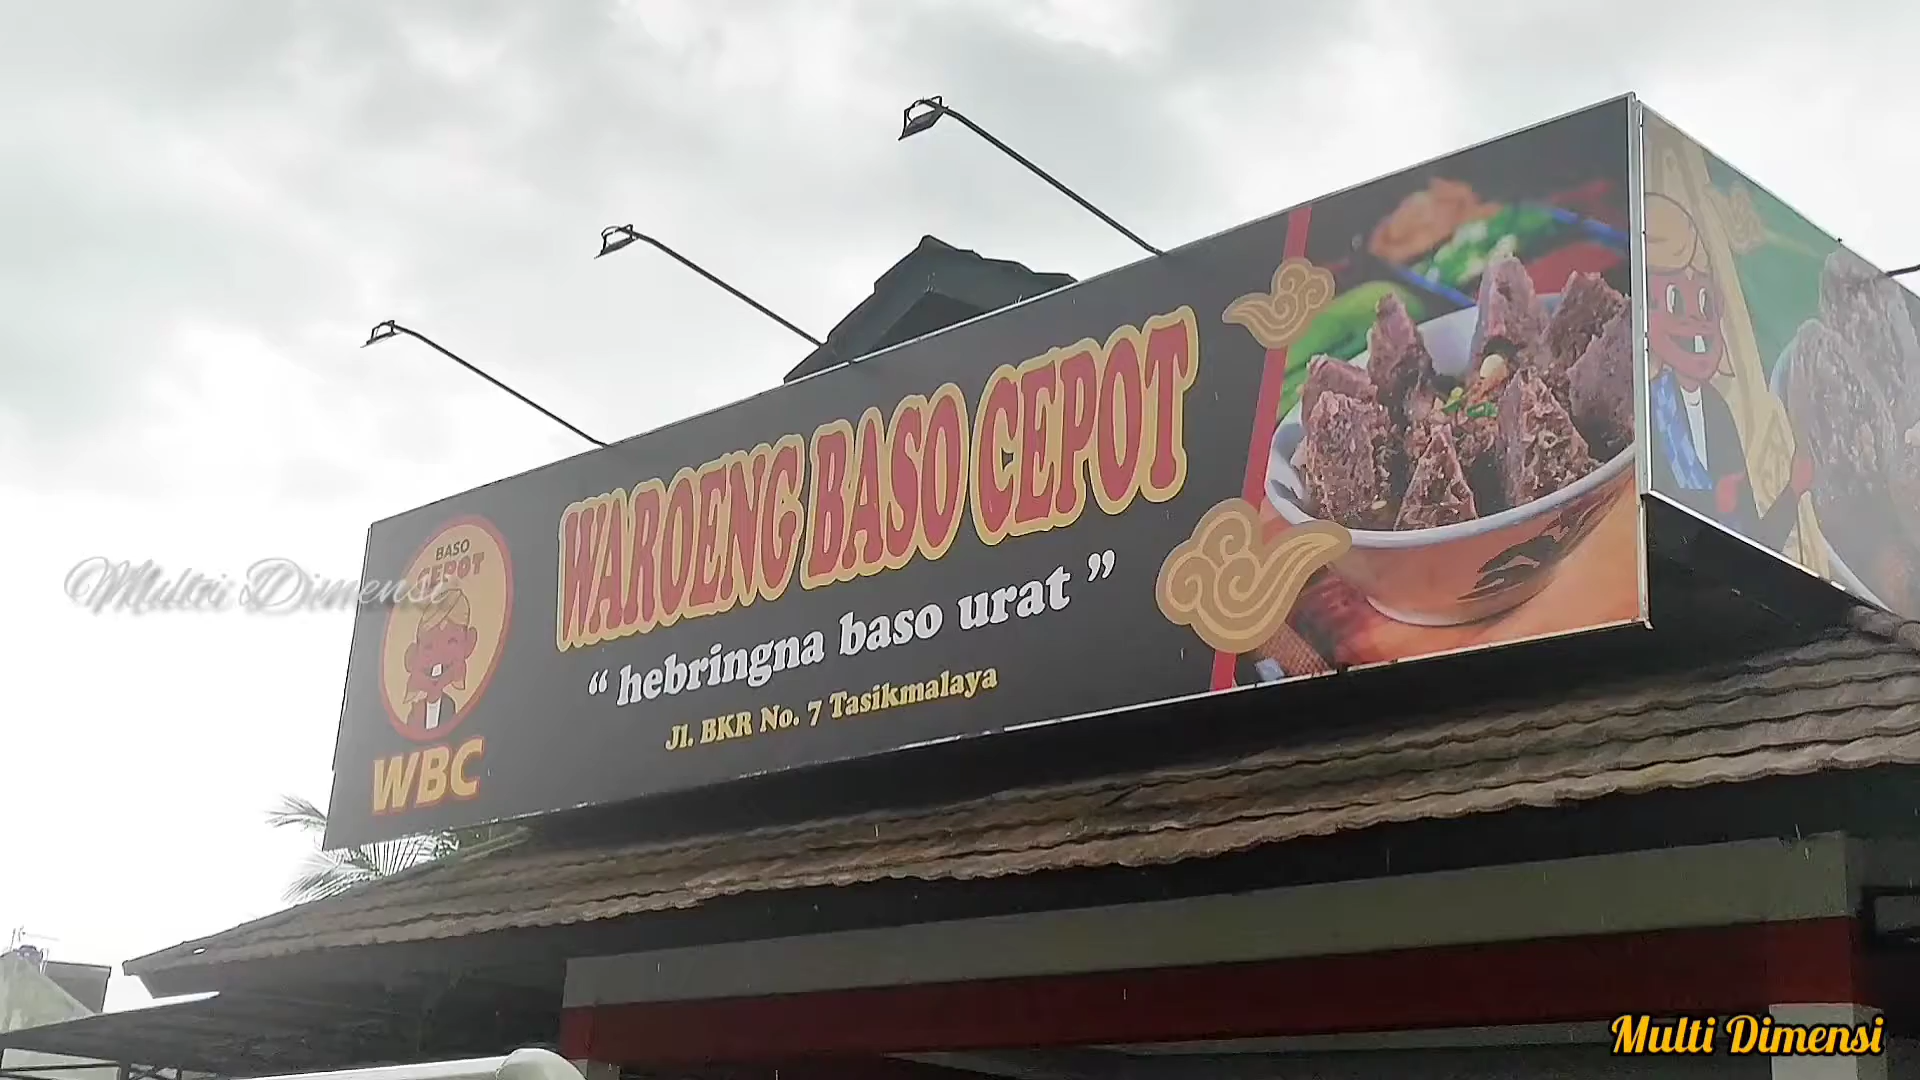 BASO
CEPOT
WBC
WAROENG BASO CEPOT
“ hebringna baso urat ”
Jl. BKR No. 7 Tasikmalaya
Multi Dimensi
Multi Dimensi